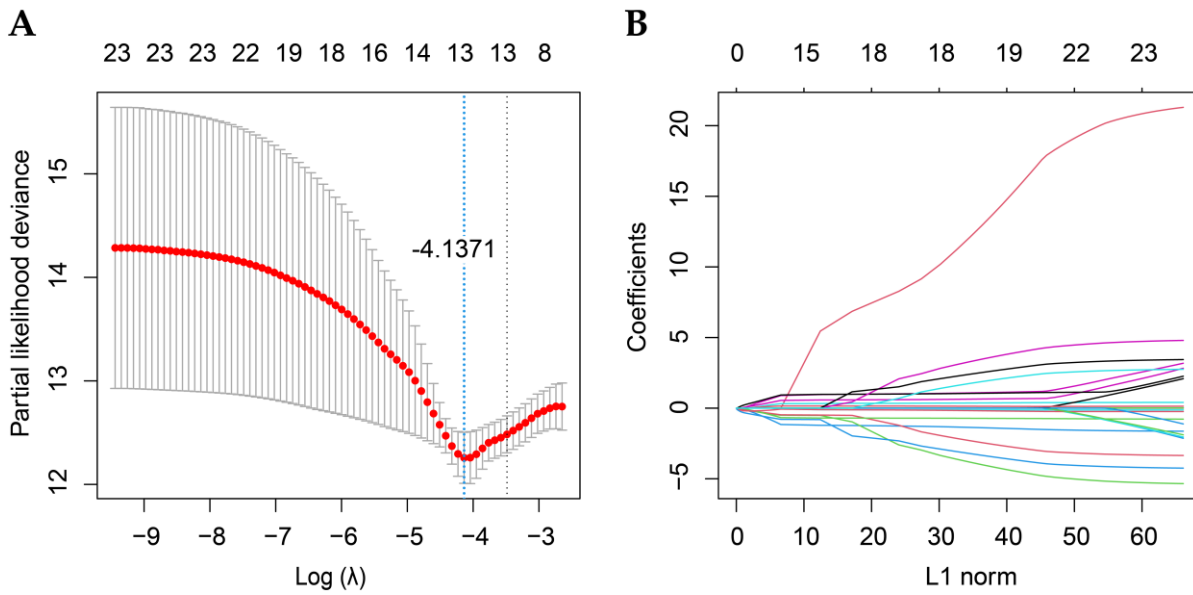 A
23 23 23 22 19 18 16 14 13 13 8
Partial likelihood deviance
15
14
13
12
-4.1371
−9 −8 −7 −6 −5 −4 −3
Log (λ)
B
0 15 18 18 19 22 23
Coefficients
20
15
10
5
0
−5
0 10 20 30 40 50 60
L1 norm